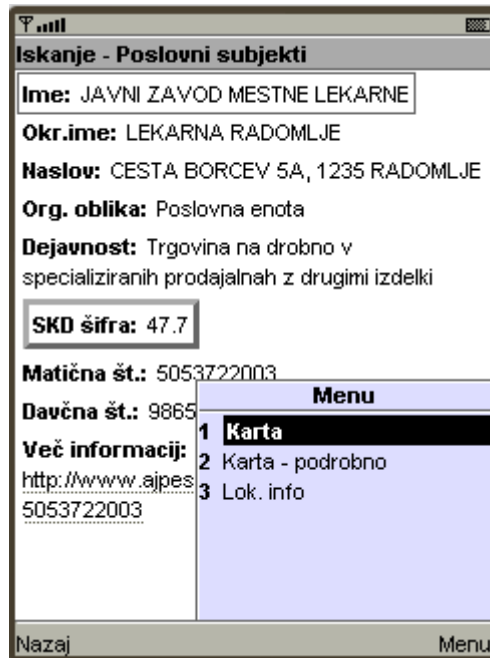 Iskanje - Poslovni subjekti
Ime: JAVNI ZAVOD MESTNE LEKARNE
Okr.ime: LEKARNA RADOMLJE
Naslov: CESTA BORCEV 5A, 1235 RADOMLJE
Org. oblika: Poslovna enota
Dejavnost: Trgovina na drobno v
specializiranih prodajalnah z drugimi izdelki
SKD šifra: 47.7
Matična št.: 5053722003
Davčna št.: 9865
Več informacij:
http://www.ajpes
5053722003
Menu
1 Karta
2 Karta - podrobno
3 Lok. info
Nazaj Menu